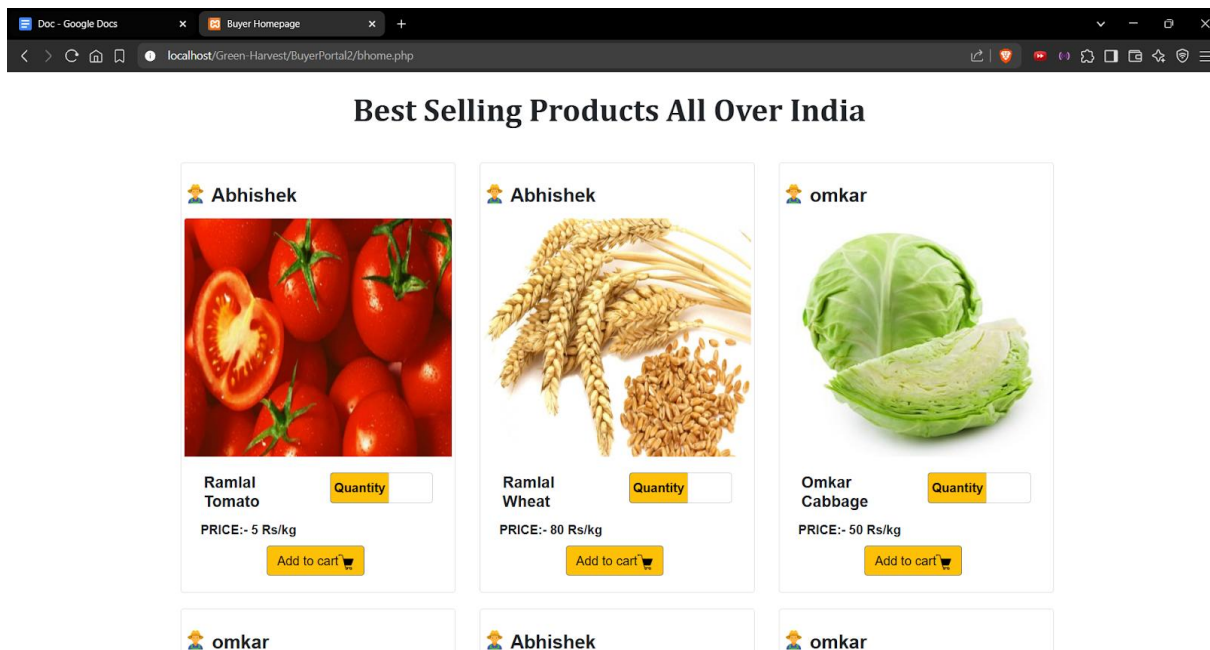 Doc - Google Docs
Buyer Homepage
localhost/Green-Harvest/BuyerPortal2/bhome.php
Best Selling Products All Over India
Abhishek
Abhishek
omkar
Ramlal
Tomato
Quantity
PRICE:- 5 Rs/kg
Add to cart
Ramlal
Wheat
Quantity
PRICE:- 80 Rs/kg
Add to cart
Omkar
Cabbage
Quantity
PRICE:- 50 Rs/kg
Add to cart
omkar
Abhishek
omkar